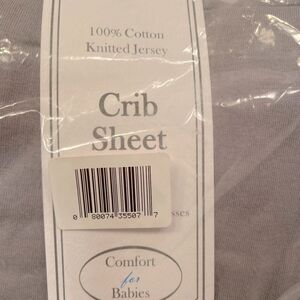 100% Cotton
Knitted Jersey
Crib
Sheet
0 80074 35507 7
Comfort
for
Babies